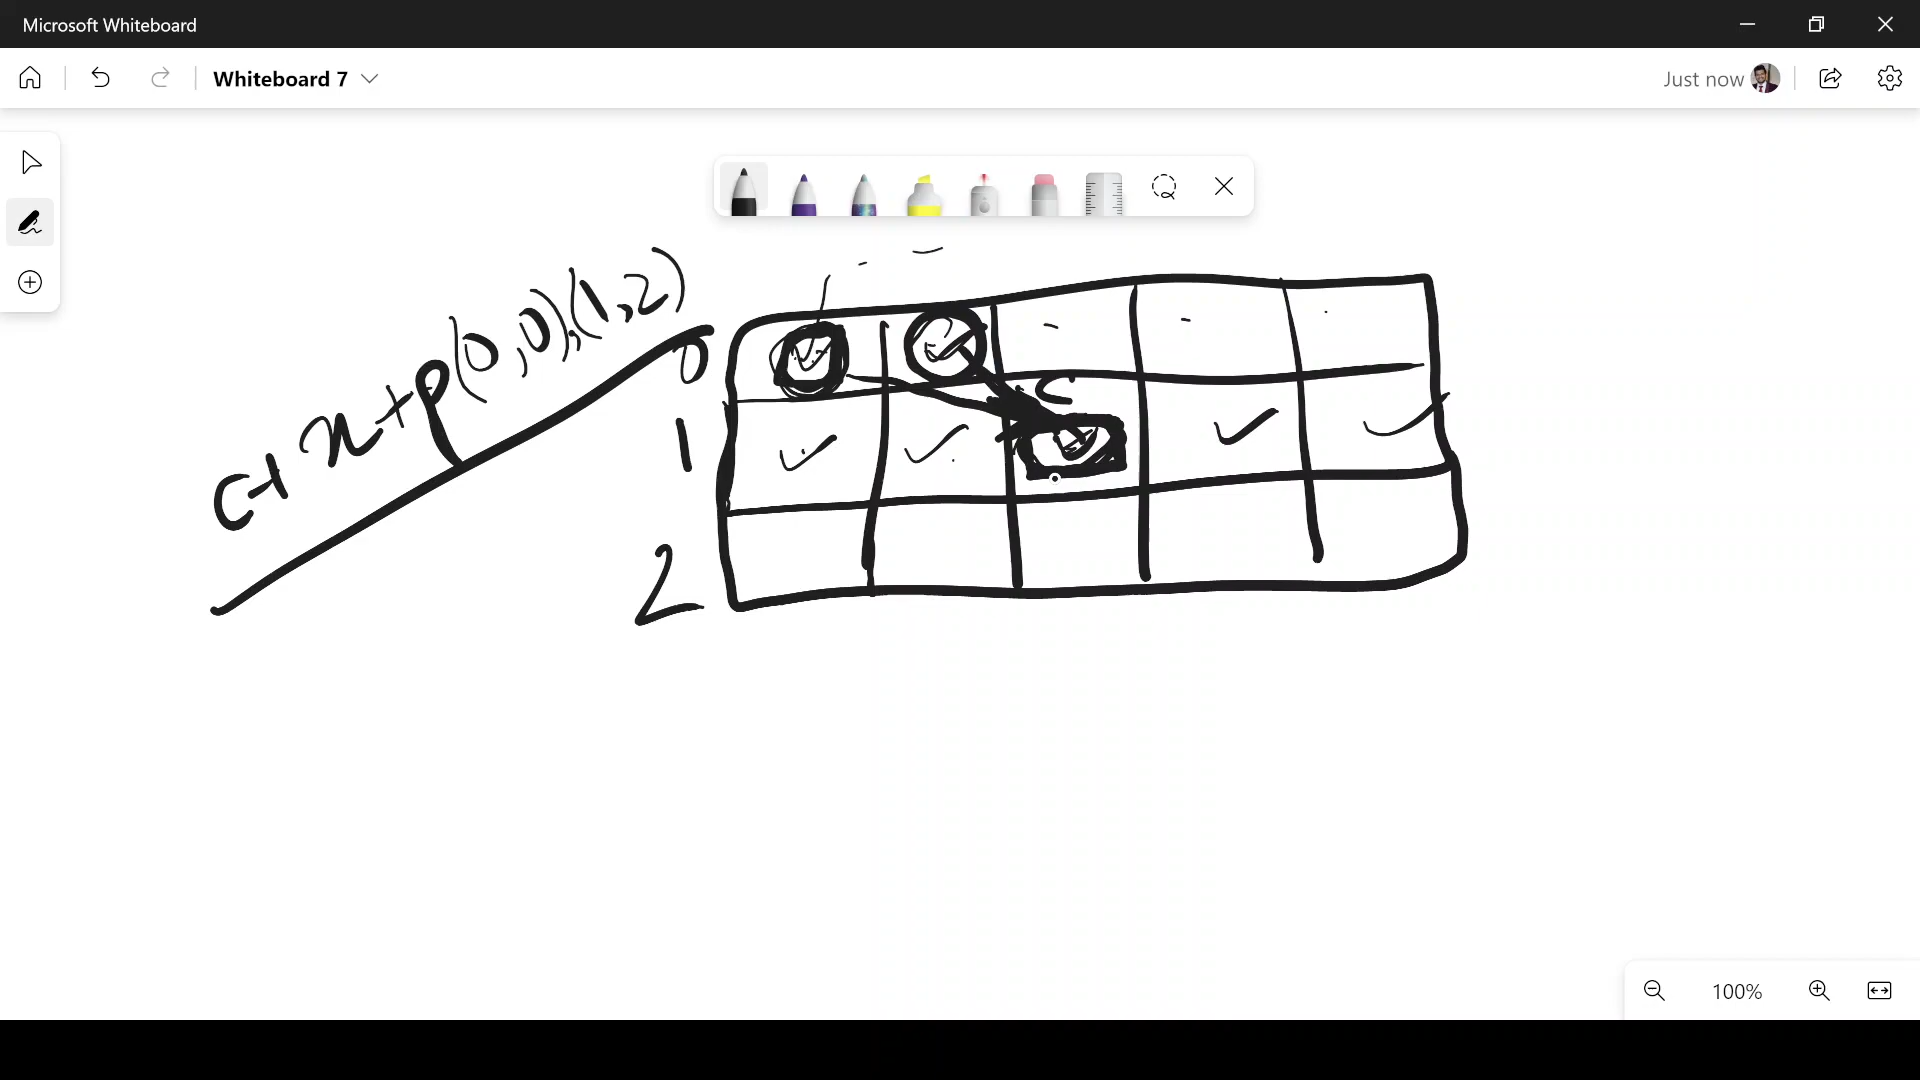 Microsoft Whiteboard
Whiteboard 7
Just now
c + x + p(0,0),(1,2)
0
c
1
2
100%